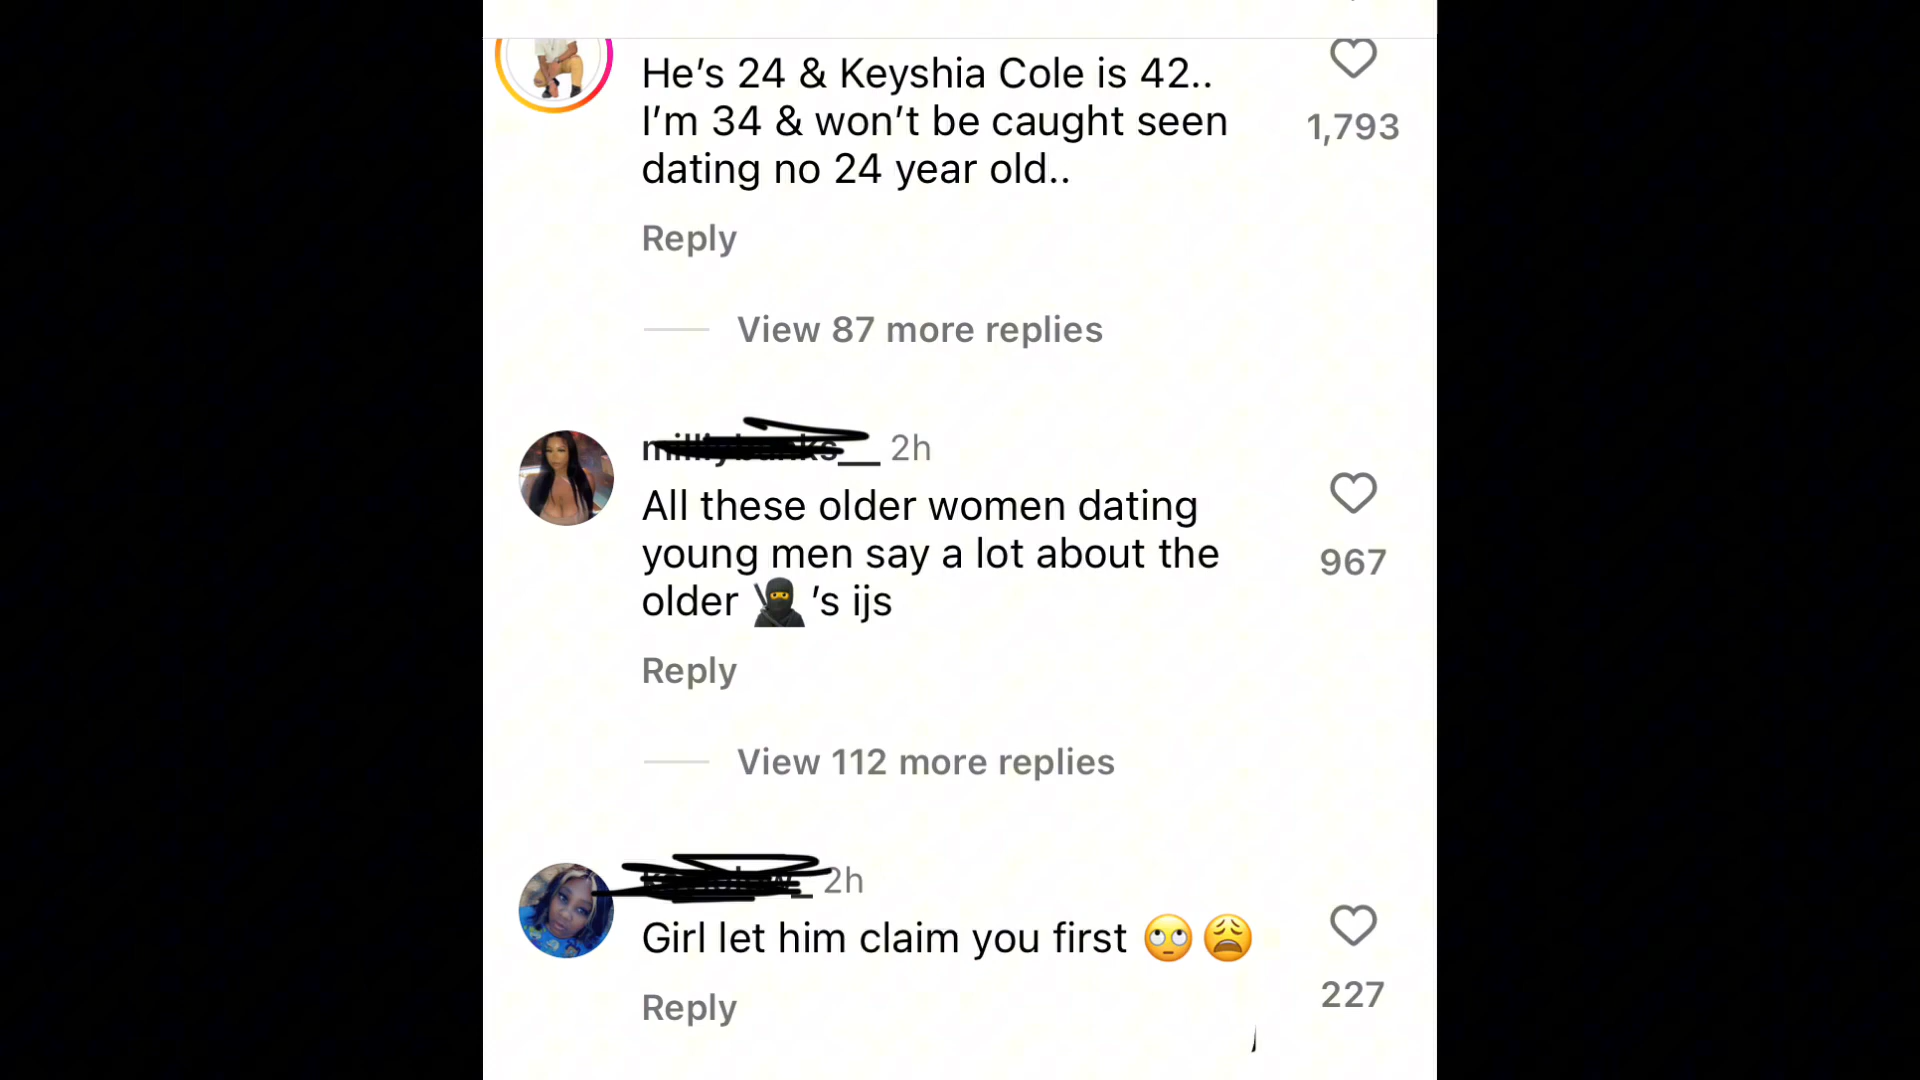 He's 24 & Keyshia Cole is 42..
I'm 34 & won't be caught seen
dating no 24 year old..
1,793
Reply
View 87 more replies
2h
All these older women dating
young men say a lot about the
older 🥷's ijs
967
Reply
View 112 more replies
2h
Girl let him claim you first 🙄😩
227
Reply